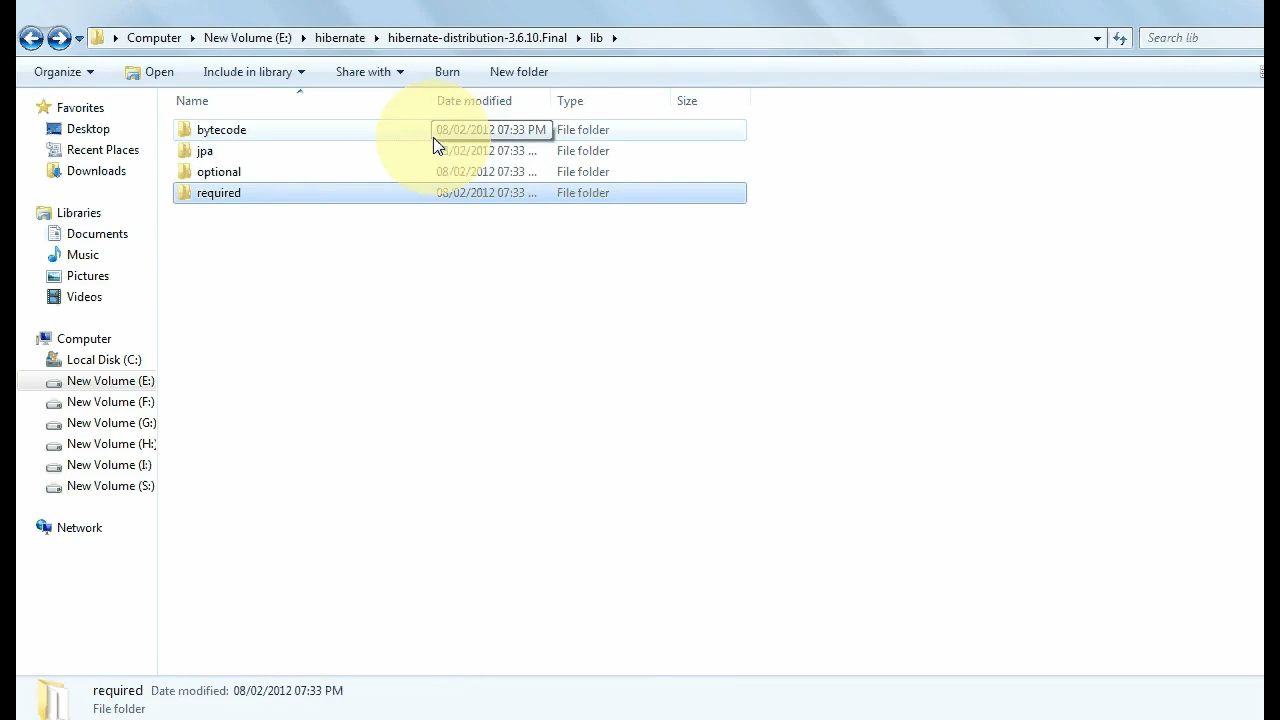 Computer New Volume (E:) hibernate hibernate-distribution-3.6.10.Final lib Search lib
Organize Open Include in library Share with Burn New folder
Name Date modified Type Size
bytecode 08/02/2012 07:33 PM File folder
jpa 08/02/2012 07:33 ... File folder
optional 08/02/2012 07:33 ... File folder
required 08/02/2012 07:33 ... File folder
Favorites
Desktop
Recent Places
Downloads
Libraries
Documents
Music
Pictures
Videos
Computer
Local Disk (C:)
New Volume (E:)
New Volume (F:)
New Volume (G:)
New Volume (H:)
New Volume (I:)
New Volume (S:)
Network
required Date modified: 08/02/2012 07:33 PM
File folder